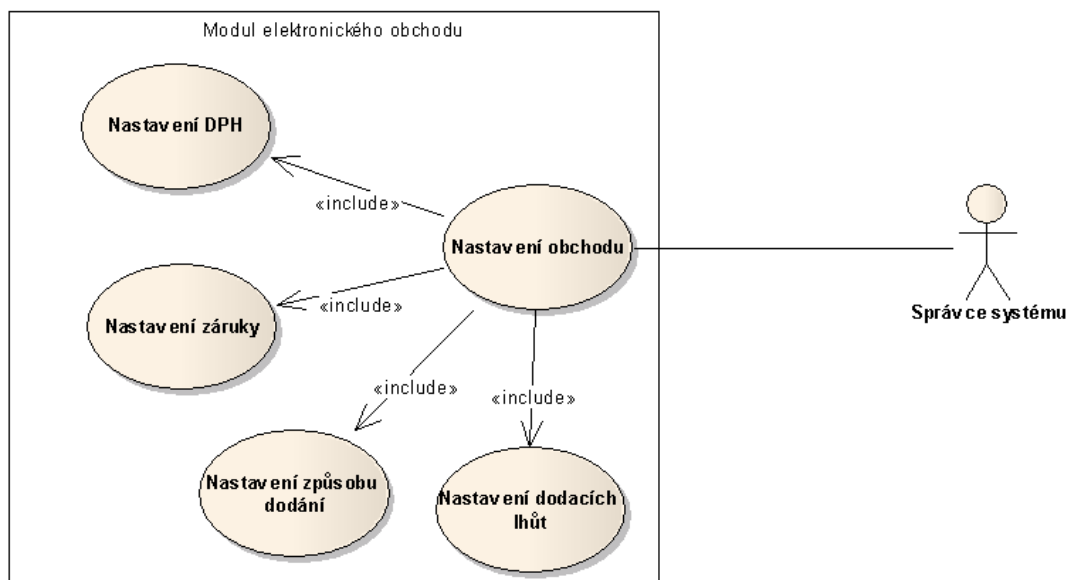 Modul elektronického obchodu
Nastavení DPH
«include»
Nastavení obchodu
«include»
Nastavení záruky
Správce systému
«include»
«include»
Nastavení způsobu
dodání
Nastavení dodacích
lhůt